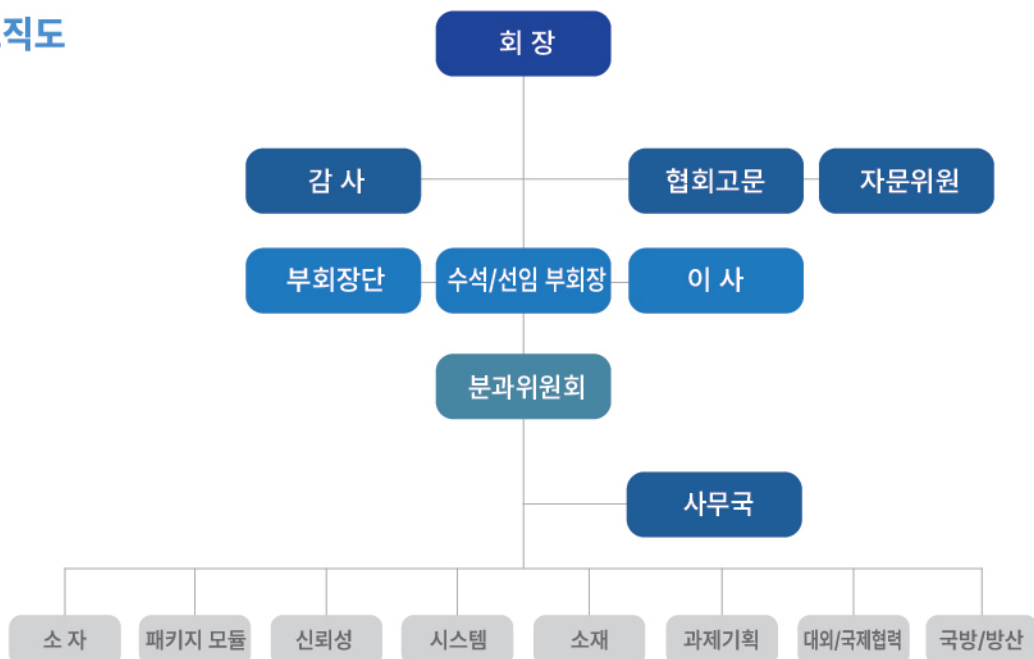 직도
회 장
감 사
협회고문
자문위원
부회장단
수석/선임 부회장
이 사
분과위원회
사무국
소 자
패키지 모듈
신뢰성
시스템
소재
과제기획
대외/국제협력
국방/방산